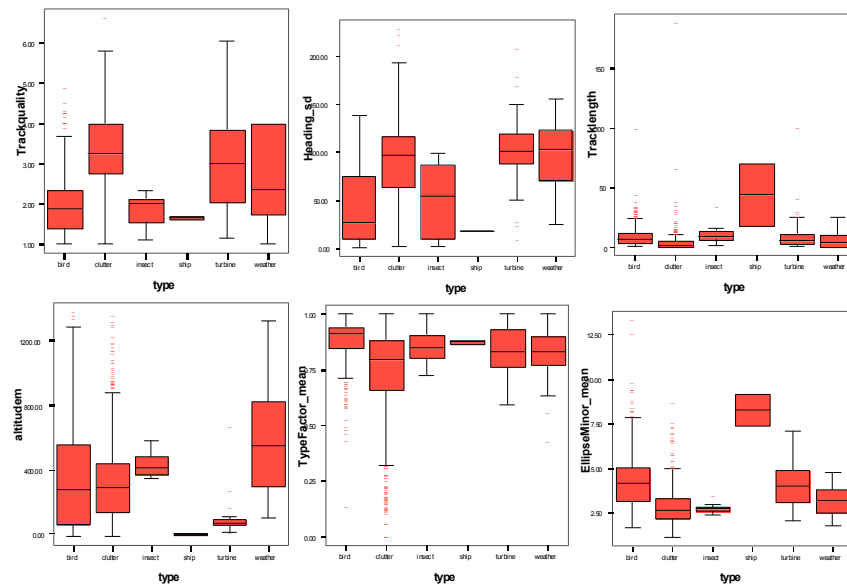 Trackquality
6.00
5.00
4.00
3.00
2.00
1.00
bird clutter insect ship turbine weather
type
Heading_sd
200.00
150.00
100.00
50.00
0.00
bird clutter insect ship turbine weather
type
Tracklength
150
100
50
0
bird clutter insect ship turbine weather
type
altitudem
1200.00
800.00
400.00
0.00
bird clutter insect ship turbine weather
type
TypeFactor_mean
1.00
0.75
0.50
0.25
0.00
bird clutter insect ship turbine weather
type
EllipseMinor_mean
12.50
10.00
7.50
5.00
2.50
bird clutter insect ship turbine weather
type